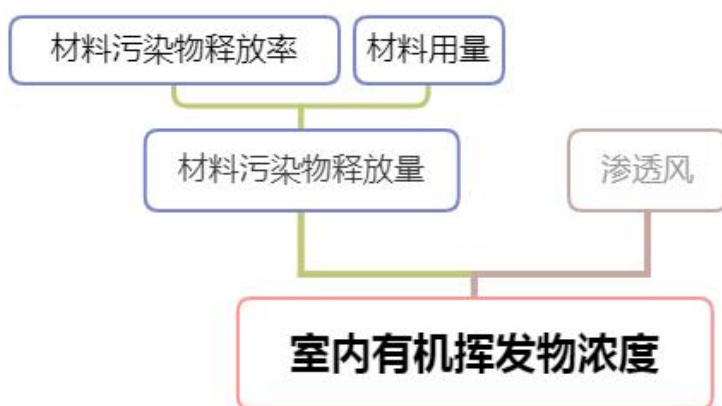 材料污染物释放率
材料用量
材料污染物释放量
渗透风
室内有机挥发物浓度